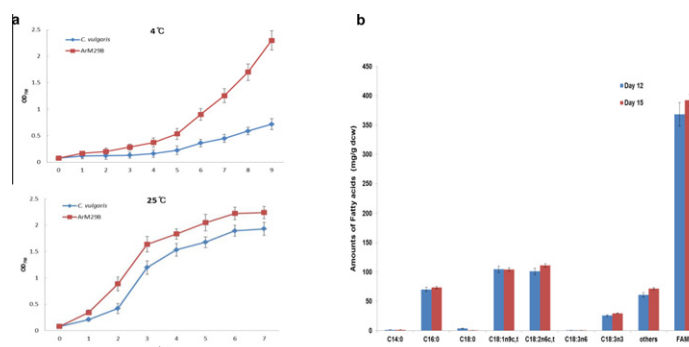 a
4℃
C. vulgaris
ArM29B
2.5
2
1.5
1
0.5
0
0 1 2 3 4 5 6 7 8 9
25℃
C. vulgaris
ArM29B
2.5
2
1.5
1
0.5
0
0 1 2 3 4 5 6 7
b
Amounts of Fatty acids (mg/g dcw)
450
400
350
300
250
200
150
100
50
0
Day 12
Day 15
C14:0 C16:0 C18:0 C18:1n9c,t C18:2n6c,t C18:3n6 C18:3n3 others FAM